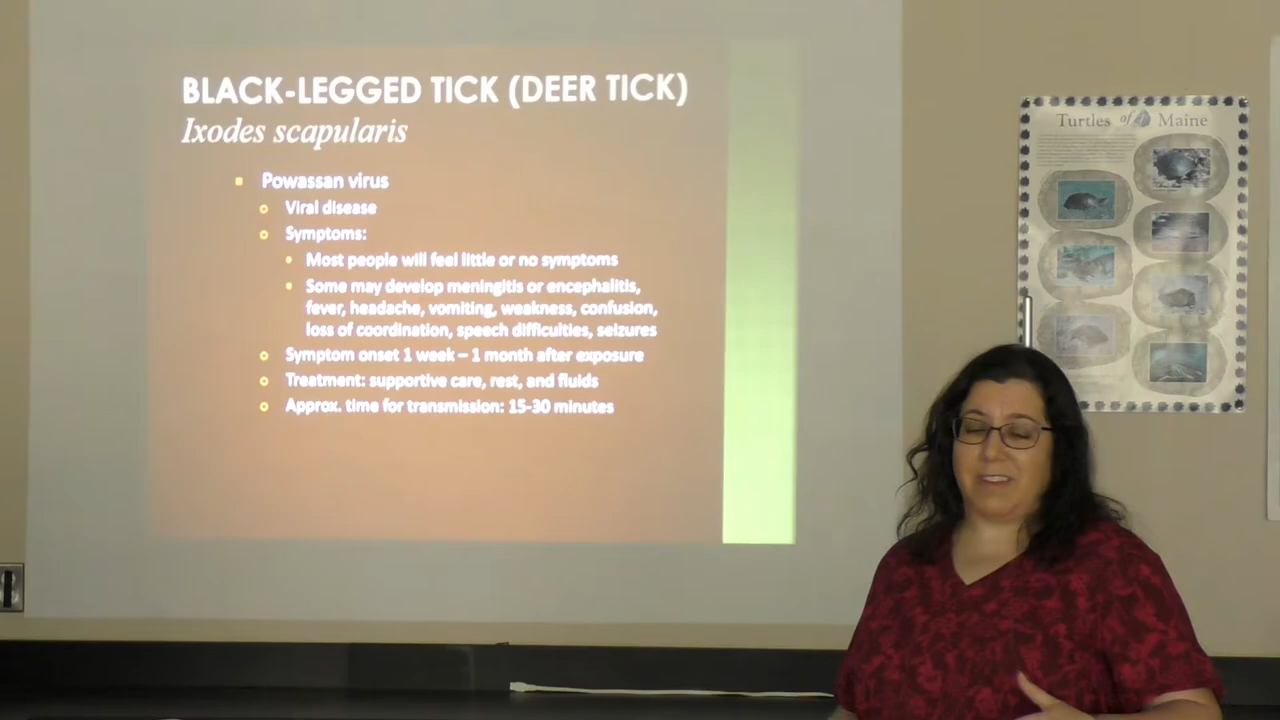 BLACK-LEGGED TICK (DEER TICK)
Ixodes scapularis
Powassan virus
Viral disease
Symptoms:
Most people will feel little or no symptoms
Some may develop meningitis or encephalitis,
fever, headache, vomiting, weakness, confusion,
loss of coordination, speech difficulties, seizures
Symptom onset 1 week – 1 month after exposure
Treatment: supportive care, rest, and fluids
Approx. time for transmission: 15-30 minutes
Turtles of Maine